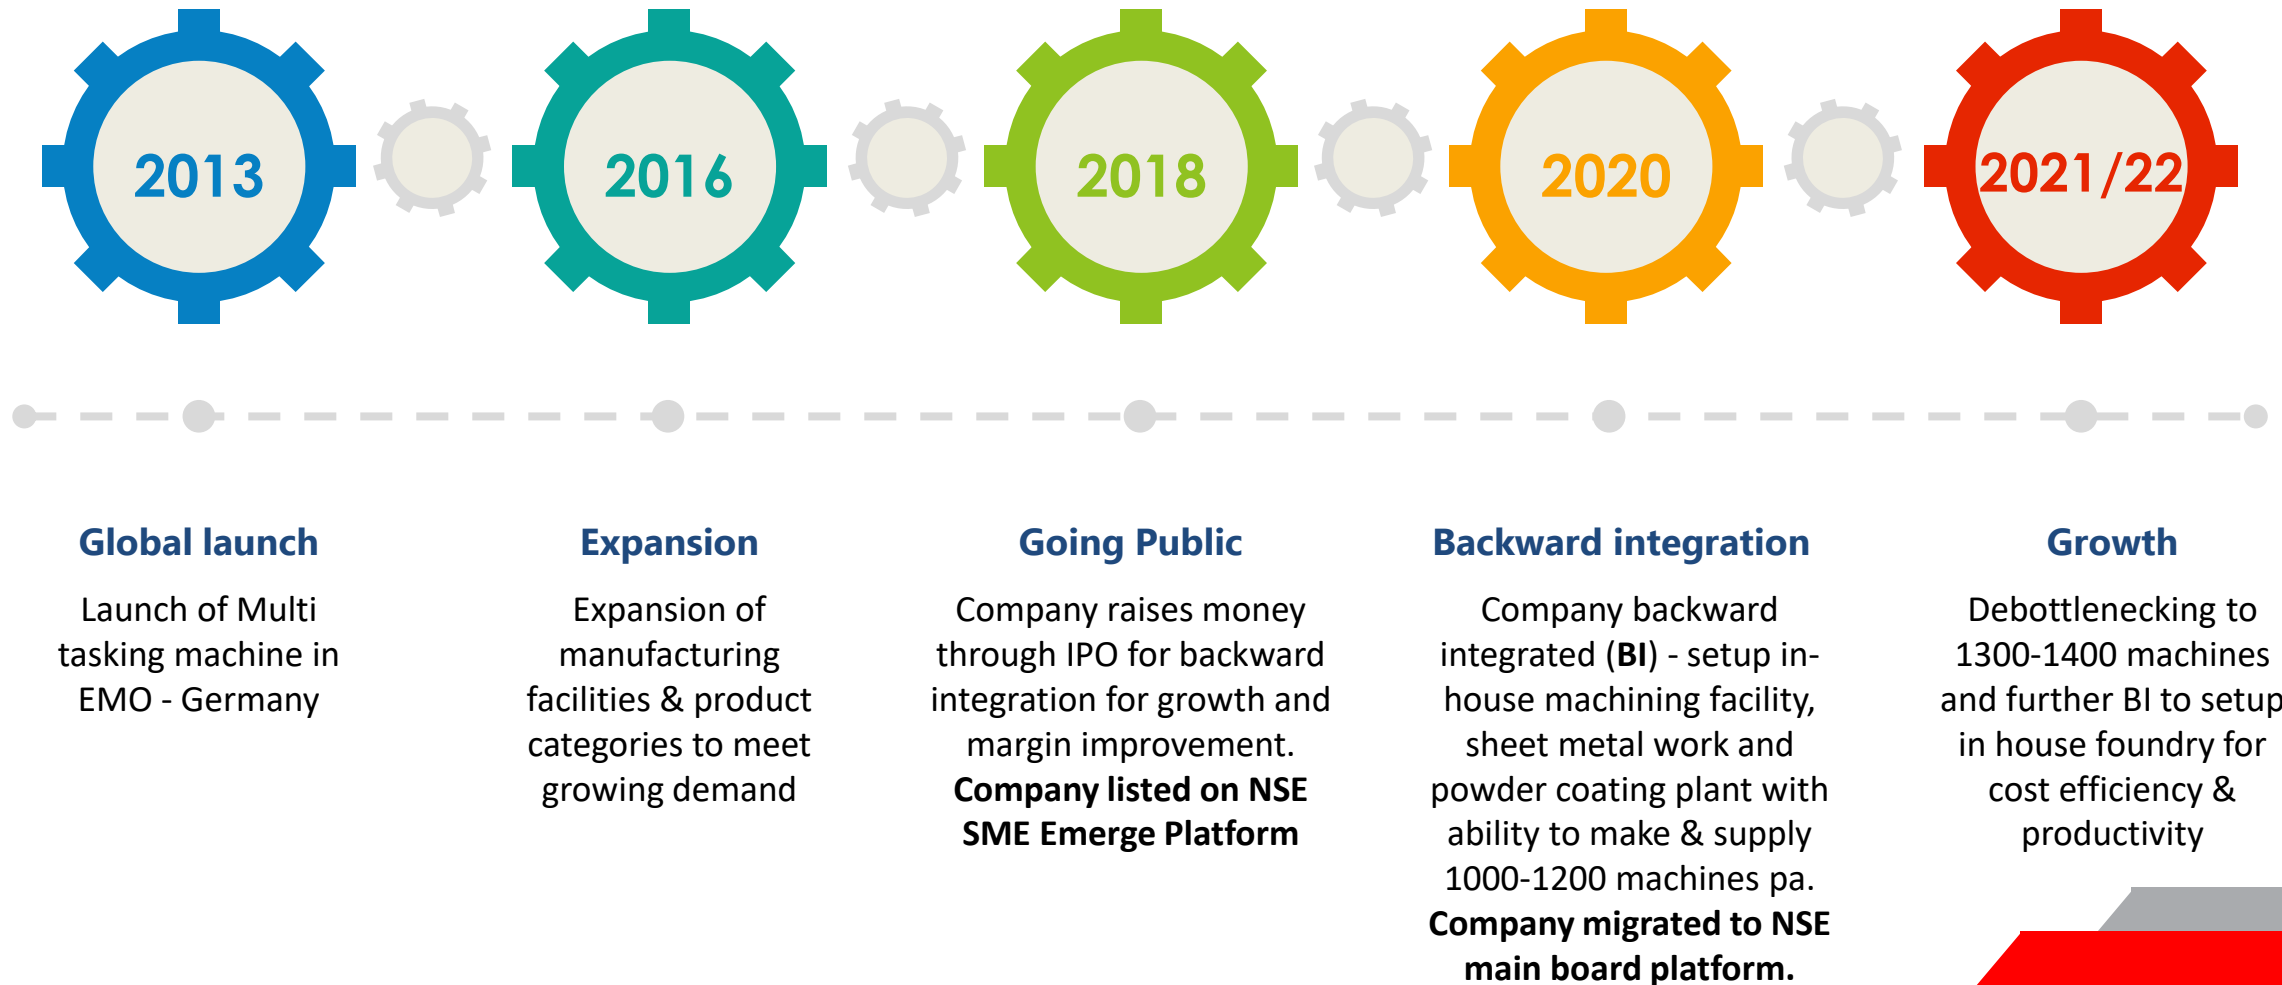 2013
2016
2018
2020
2021/22
Global launch
Launch of Multi
tasking machine in
EMO - Germany
Expansion
Expansion of
manufacturing
facilities & product
categories to meet
growing demand
Going Public
Company raises money
through IPO for backward
integration for growth and
margin improvement.
Company listed on NSE
SME Emerge Platform
Backward integration
Company backward
integrated (BI) - setup in-
house machining facility,
sheet metal work and
powder coating plant with
ability to make & supply
1000-1200 machines pa.
Company migrated to NSE
main board platform.
Growth
Debottlenecking to
1300-1400 machines
and further BI to setup
in house foundry for
cost efficiency &
productivity